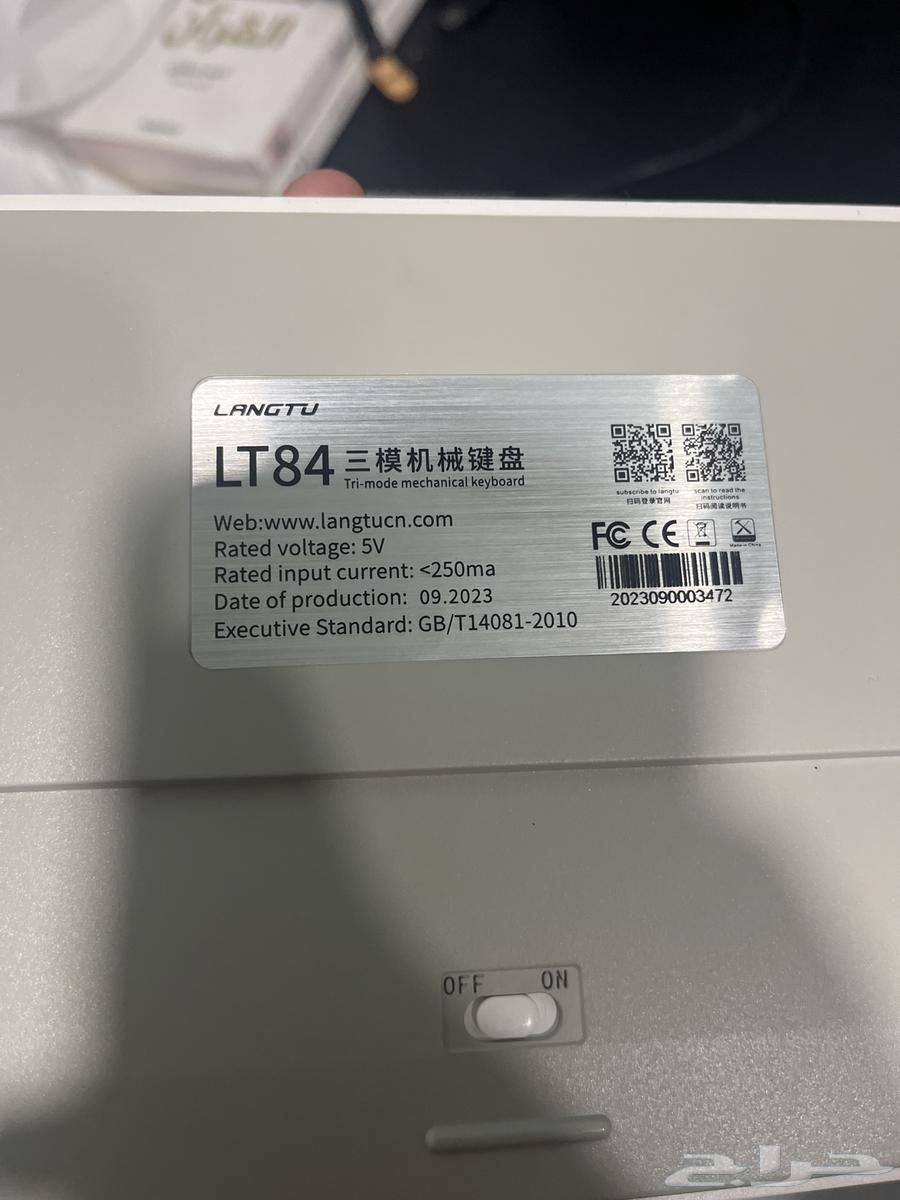 القرآن
LANGTU
LT84 三模机械键盘
Tri-mode mechanical keyboard
Web:www.langtucn.com
Rated voltage: 5V
Rated input current: <250ma
Date of production: 09.2023
Executive Standard: GB/T14081-2010
subscribe to langtu
扫码登录官网
scan to read the
instructions
扫码阅读说明书
FC CE
Made in China
2023090003472
OFF ON
حراج